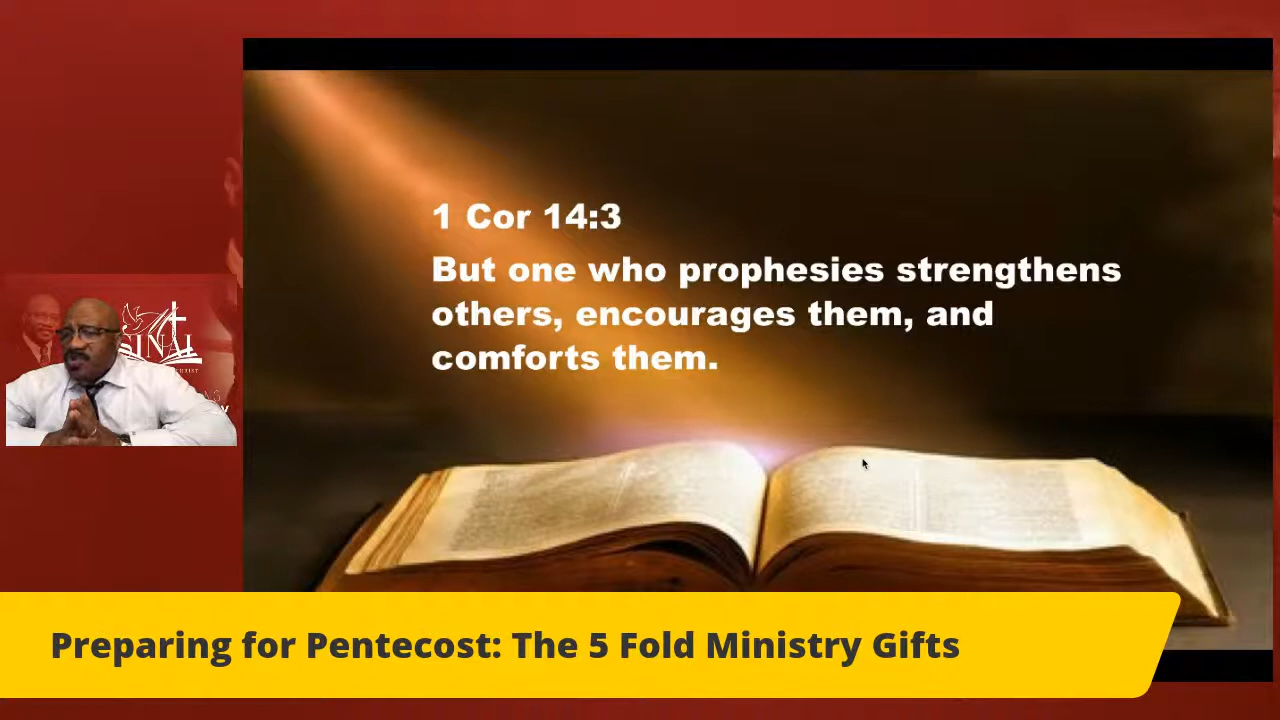 1 Cor 14:3
But one who prophesies strengthens
others, encourages them, and
comforts them.
SINAI
Preparing for Pentecost: The 5 Fold Ministry Gifts